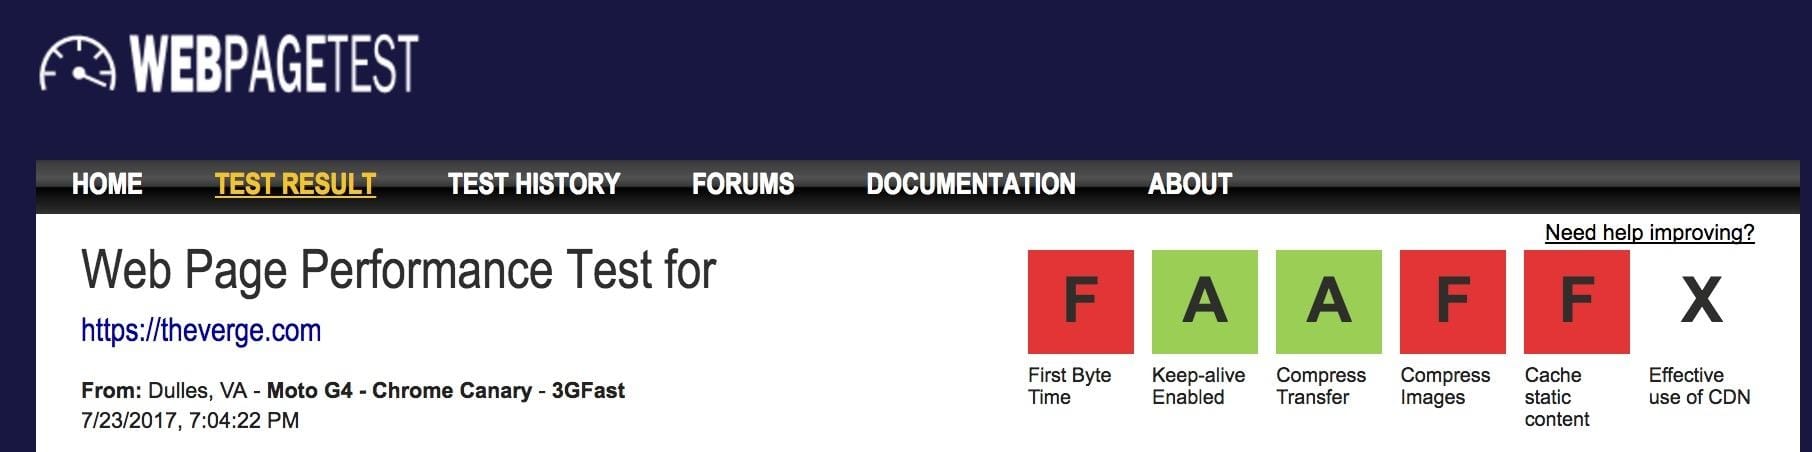 WEBPAGETEST
HOME TEST RESULT TEST HISTORY FORUMS DOCUMENTATION ABOUT
Need help improving?
Web Page Performance Test for
https://theverge.com
From: Dulles, VA - Moto G4 - Chrome Canary - 3GFast
7/23/2017, 7:04:22 PM
F A A F F X
First Byte Time
Keep-alive Enabled
Compress Transfer
Compress Images
Cache static content
Effective use of CDN